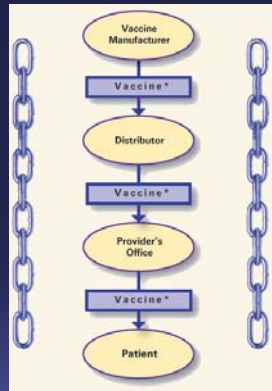 Vaccine
Manufacturer
Vaccine*
Distributor
Vaccine*
Provider's
Office
Vaccine*
Patient